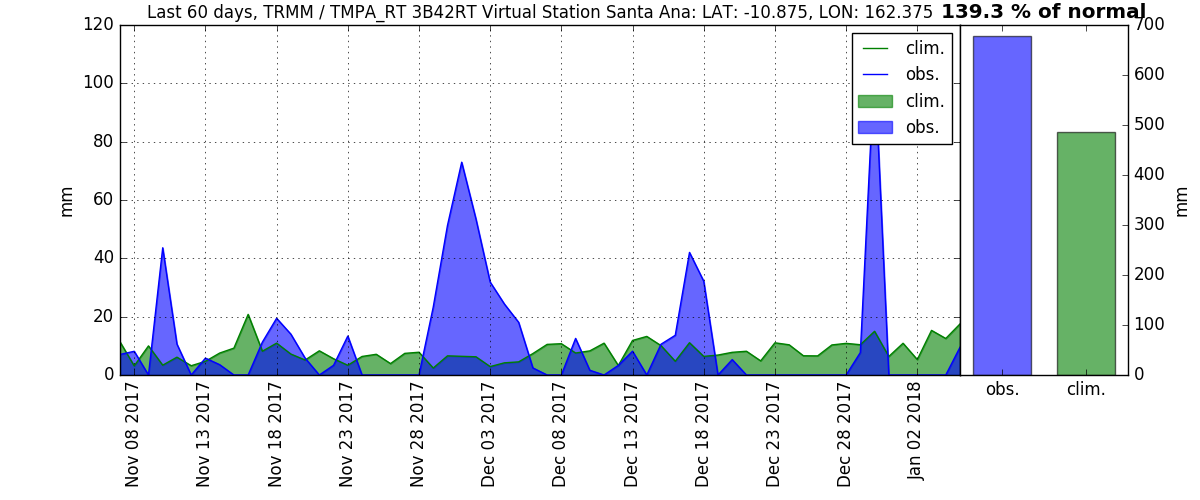 Last 60 days, TRMM / TMPA_RT 3B42RT Virtual Station Santa Ana: LAT: -10.875, LON: 162.375
139.3 % of normal
120
100
80
60
40
20
0
mm
clim.
obs.
clim.
obs.
700
600
500
400
300
200
100
0
mm
Nov 08 2017
Nov 13 2017
Nov 18 2017
Nov 23 2017
Nov 28 2017
Dec 03 2017
Dec 08 2017
Dec 13 2017
Dec 18 2017
Dec 23 2017
Dec 28 2017
Jan 02 2018
obs.
clim.